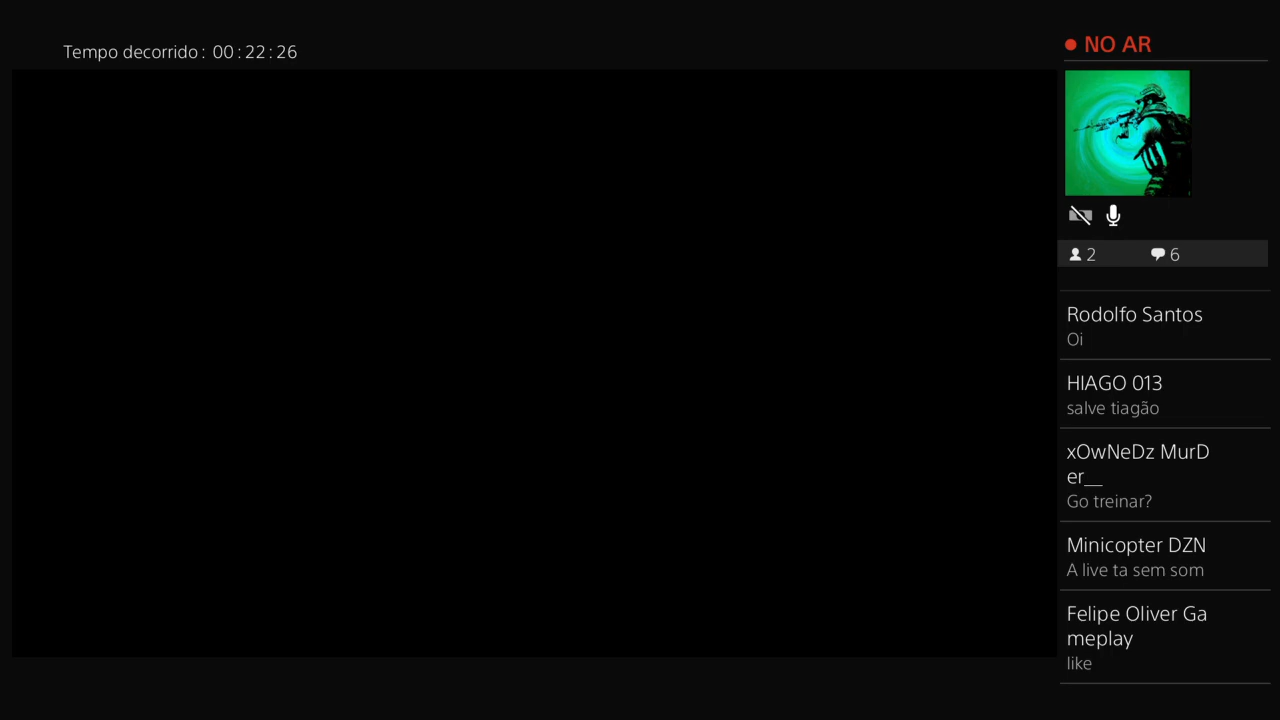 Tempo decorrido: 00:22:26
NO AR
2 6
Rodolfo Santos
Oi
HIAGO 013
salve tiagão
xOwNeDz MurD
er__
Go treinar?
Minicopter DZN
A live ta sem som
Felipe Oliver Ga
meplay
like